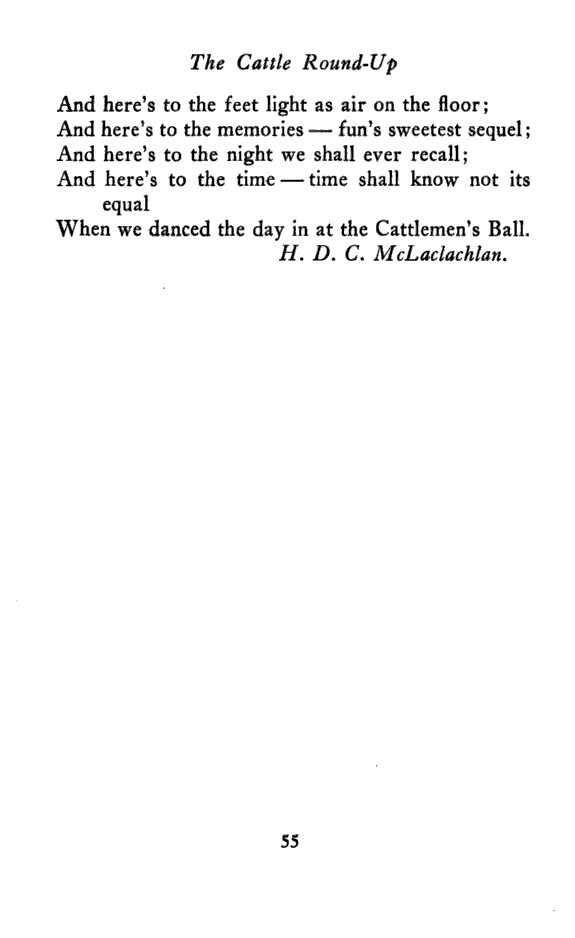 The Cattle Round-Up
And here's to the feet light as air on the floor;
And here's to the memories — fun's sweetest sequel;
And here's to the night we shall ever recall;
And here's to the time — time shall know not its
equal
When we danced the day in at the Cattlemen's Ball.
H. D. C. McLaclachlan.
55